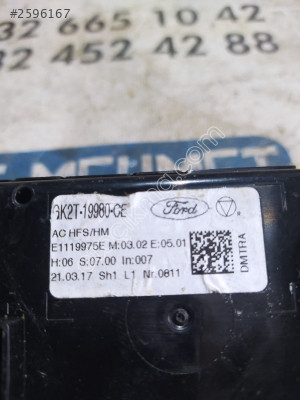 #2596167
32 665 10 42
32 452 42 88
GK2T-19980-CE
Ford
AC HFS/HM
E1119975E M:03.02 E:05.01
H:06 S:07.00 In:007
21.03.17 Sh1 L1 Nr.0811
DMTRA